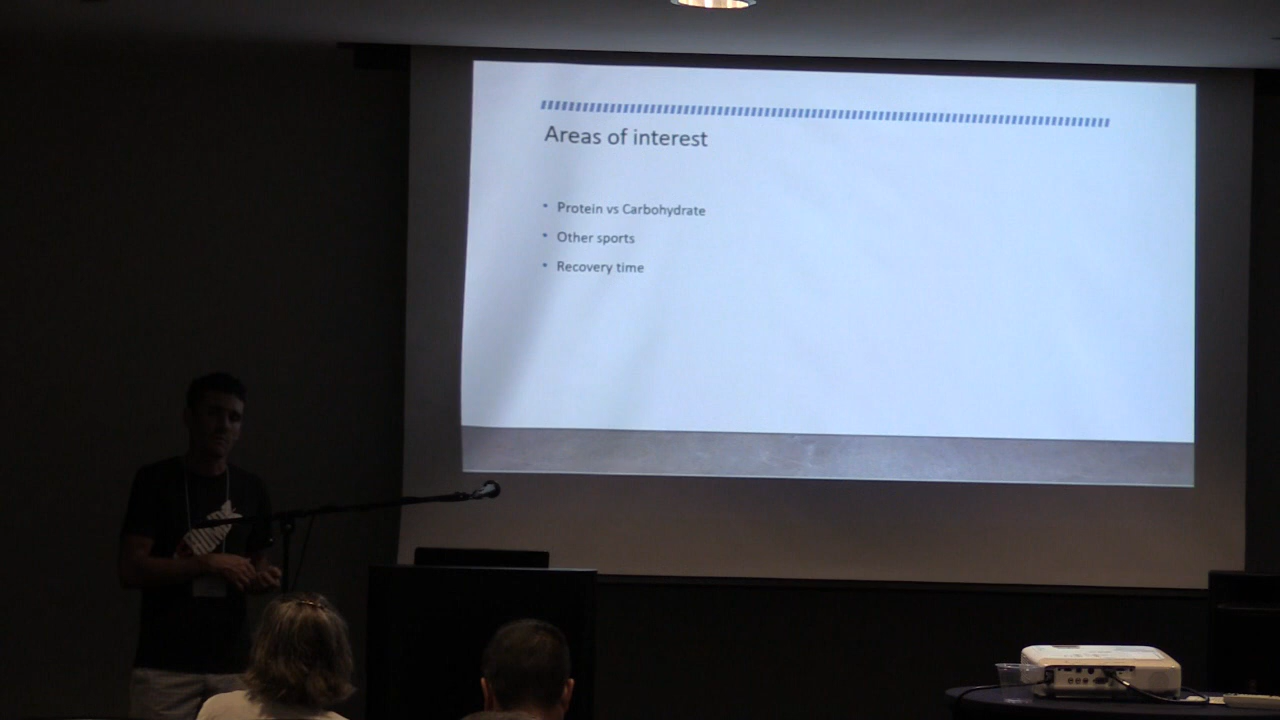 Areas of interest
Protein vs Carbohydrate
Other sports
Recovery time